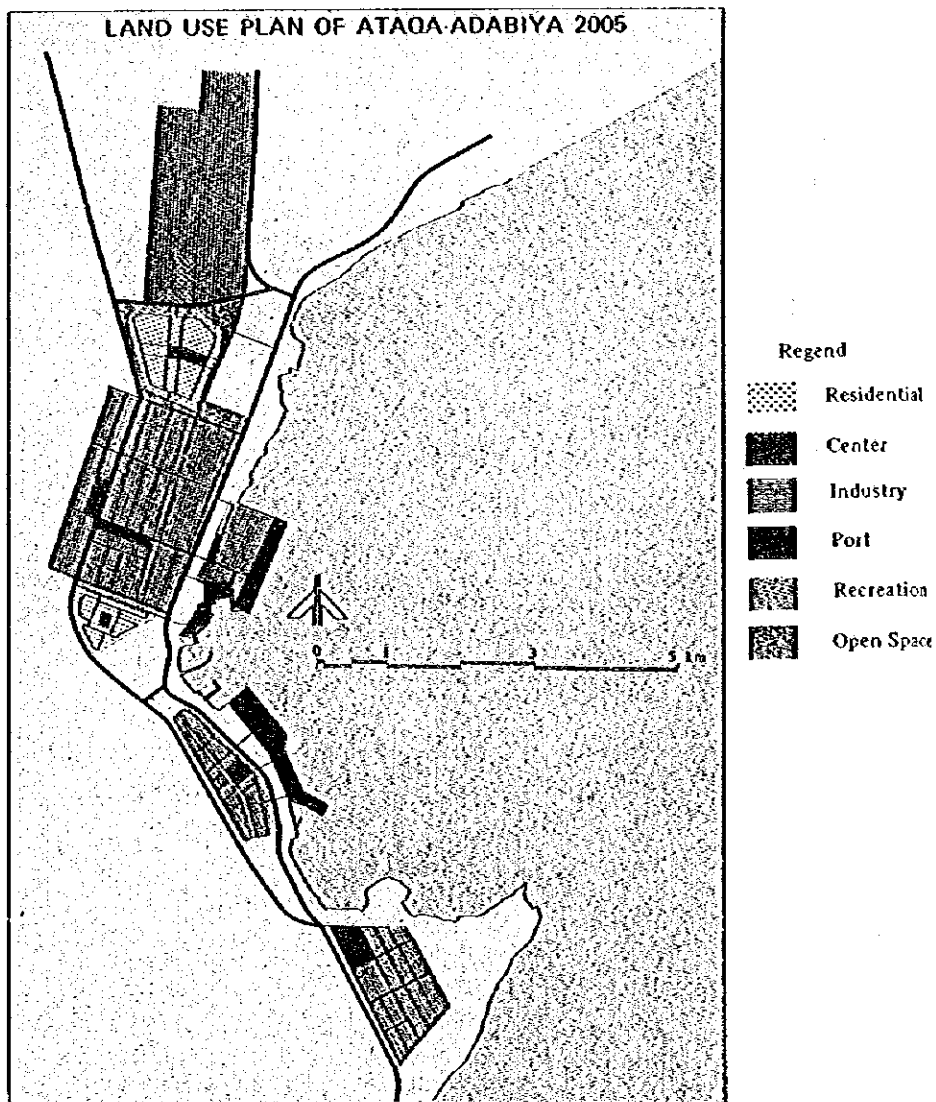 LAND USE PLAN OF ATAQA-ADABIYA 2005
Regend
Residential
Center
Industry
Port
Recreation
Open Space
0 1 3 5 km